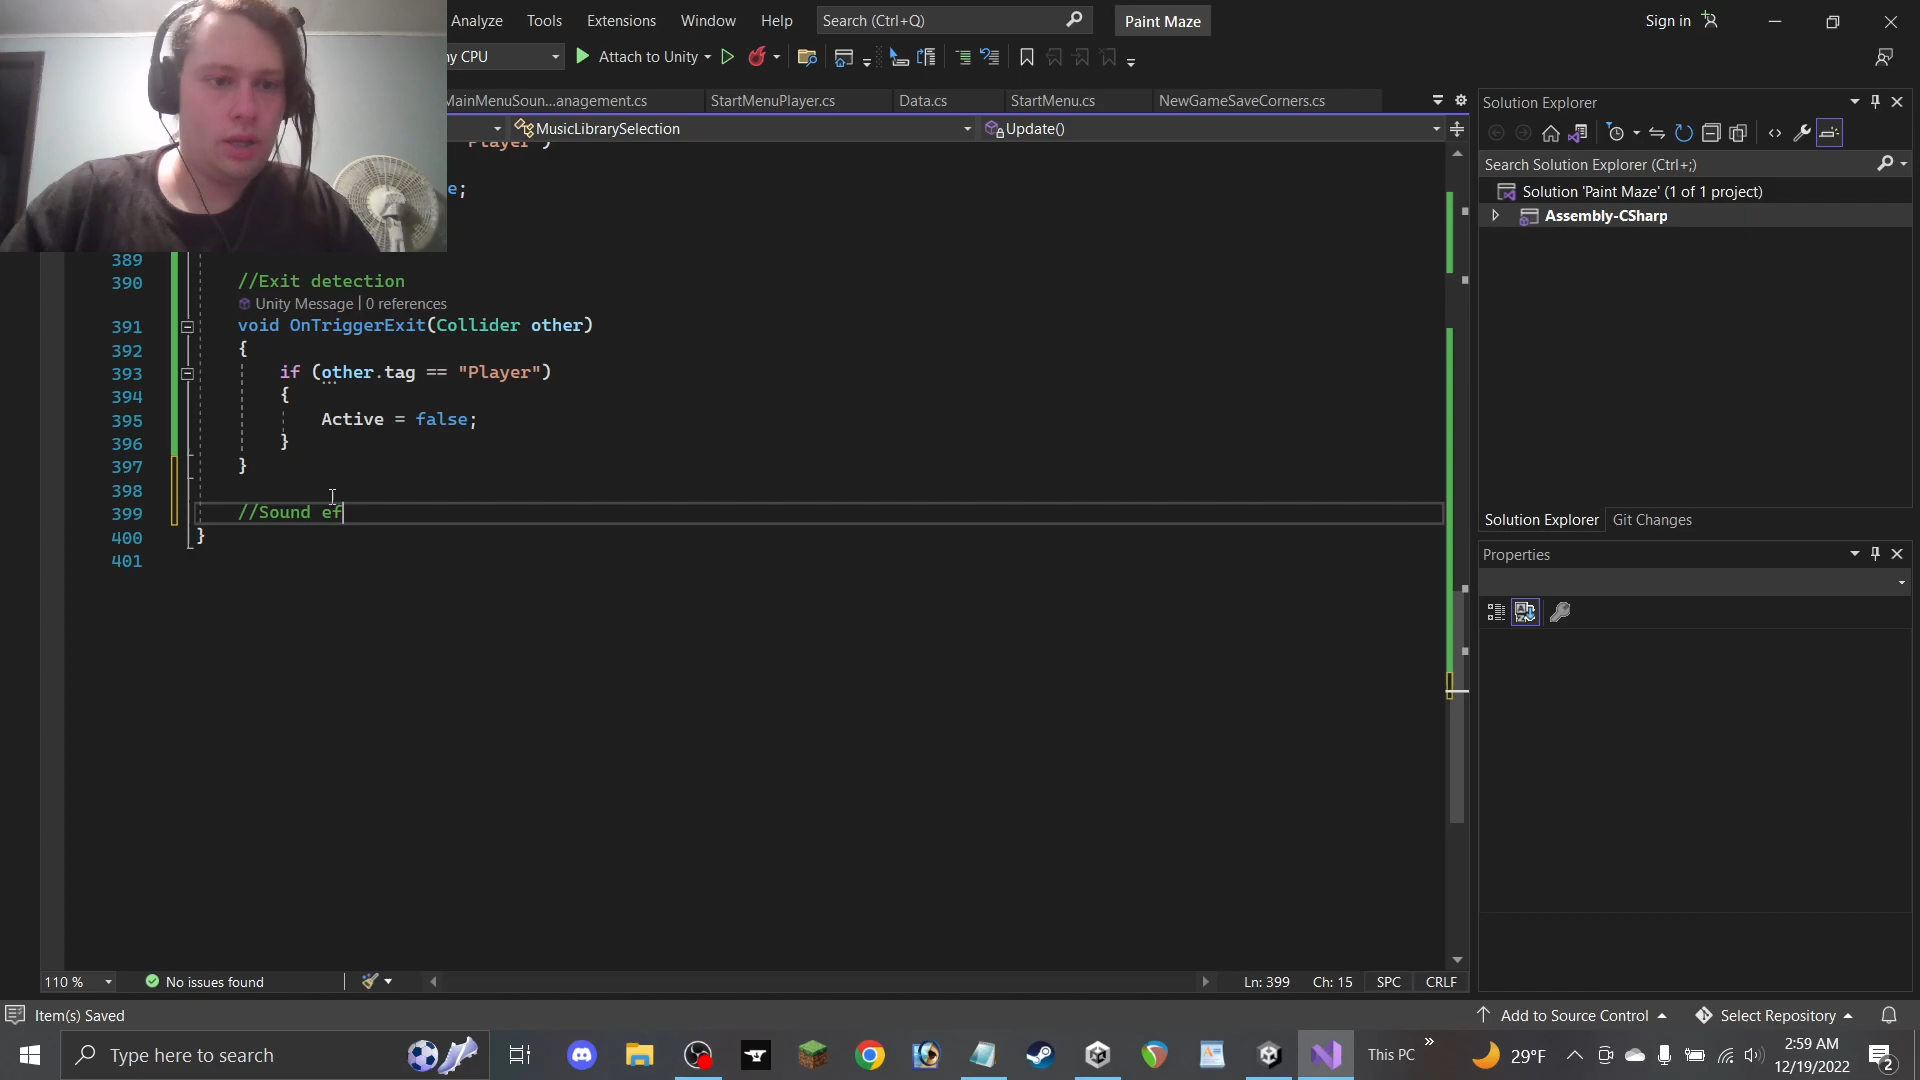 Analyze Tools Extensions Window Help Search (Ctrl+Q) Paint Maze Sign in
ny CPU Attach to Unity
MainMenuSoun...anagement.cs StartMenuPlayer.cs Data.cs StartMenu.cs NewGameSaveCorners.cs
MusicLibrarySelection Update()
Player")
e;
389
390 //Exit detection
Unity Message | 0 references
391 void OnTriggerExit(Collider other)
392 {
393 if (other.tag == "Player")
394 {
395 Active = false;
396 }
397 }
398
399 //Sound ef
400 }
401
110 % No issues found Ln: 399 Ch: 15 SPC CRLF
Solution Explorer
Search Solution Explorer (Ctrl+;)
Solution 'Paint Maze' (1 of 1 project)
Assembly-CSharp
Solution Explorer Git Changes
Properties
Item(s) Saved Add to Source Control Select Repository
Type here to search This PC » 29°F 2:59 AM
12/19/2022
2